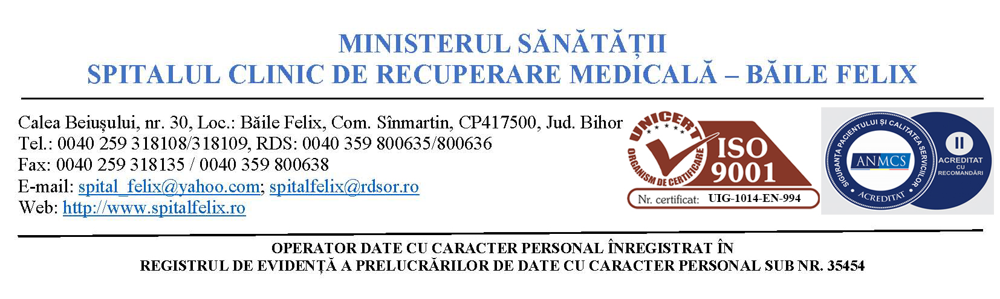 MINISTERUL SĂNĂTĂȚII
SPITALUL CLINIC DE RECUPERARE MEDICALĂ – BĂILE FELIX
Calea Beiușului, nr. 30, Loc.: Băile Felix, Com. Sînmartin, CP417500, Jud. Bihor
Tel.: 0040 259 318108/318109, RDS: 0040 359 800635/800636
Fax: 0040 259 318135 / 0040 359 800638
E-mail: spital_felix@yahoo.com; spitalfelix@rdsor.ro
Web: http://www.spitalfelix.ro
UNICERT
ORGANISM DE CERTIFICARE
ISO
9001
Nr. certificat: UIG-1014-EN-994
SIGURANȚA PACIENTULUI ȘI CALITATEA SERVICIILOR
ANMCS
• ACREDITAT •
II
ACREDITAT
CU
RECOMANDĂRI
OPERATOR DATE CU CARACTER PERSONAL ÎNREGISTRAT ÎN
REGISTRUL DE EVIDENȚĂ A PRELUCRĂRILOR DE DATE CU CARACTER PERSONAL SUB NR. 35454